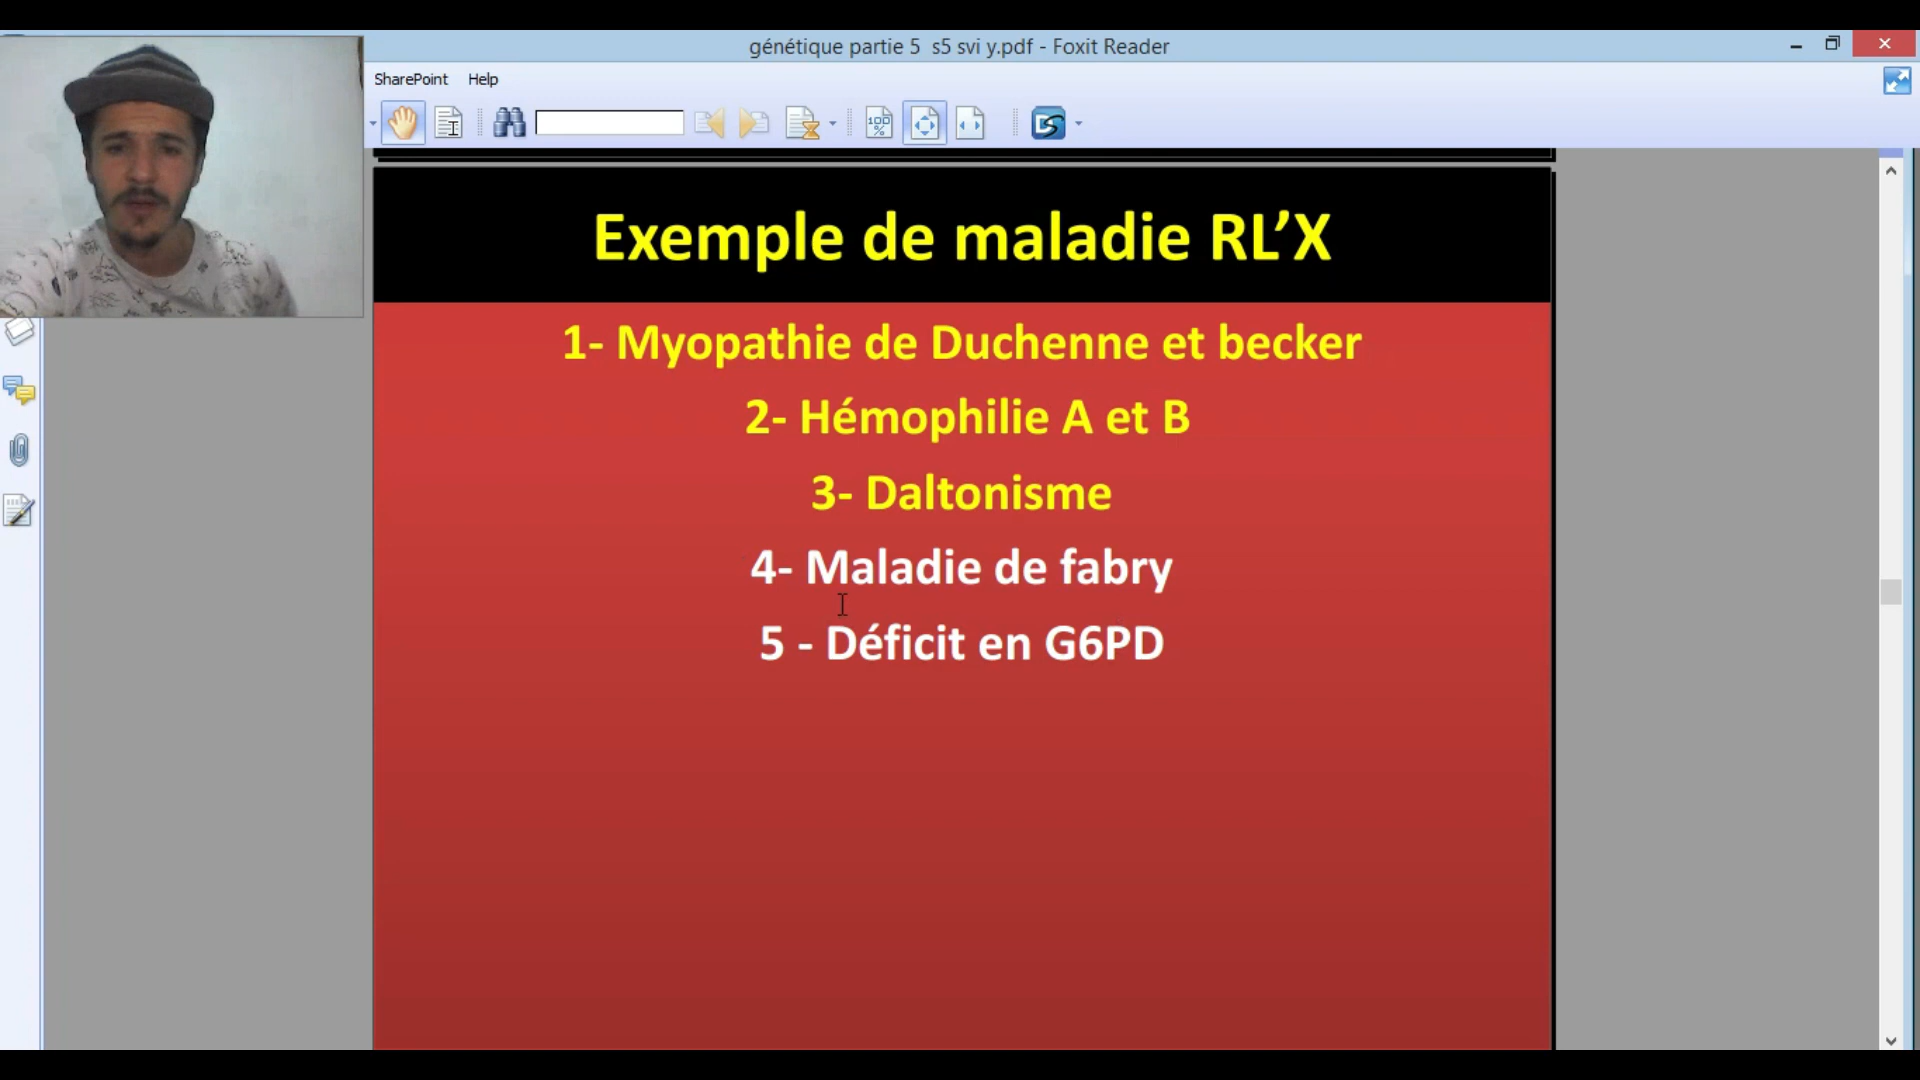 génétique partie 5 s5 svi y.pdf - Foxit Reader
SharePoint Help
100 %
Exemple de maladie RL’X
1- Myopathie de Duchenne et becker
2- Hémophilie A et B
3- Daltonisme
4- Maladie de fabry
5 - Déficit en G6PD